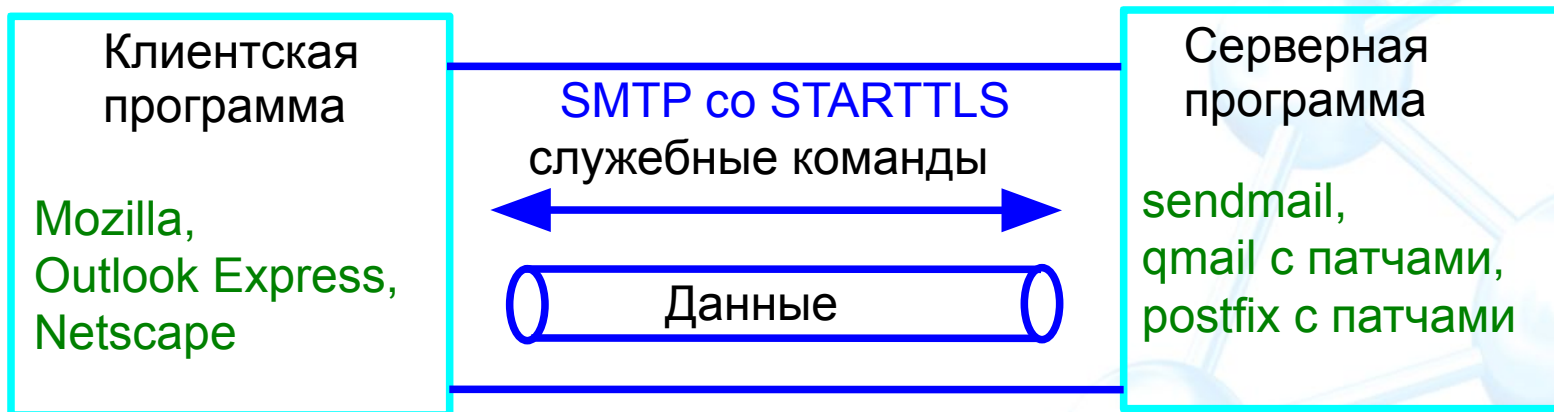 Клиентская
программа
Mozilla,
Outlook Express,
Netscape
SMTP со STARTTLS
служебные команды
Данные
Серверная
программа
sendmail,
qmail с патчами,
postfix с патчами